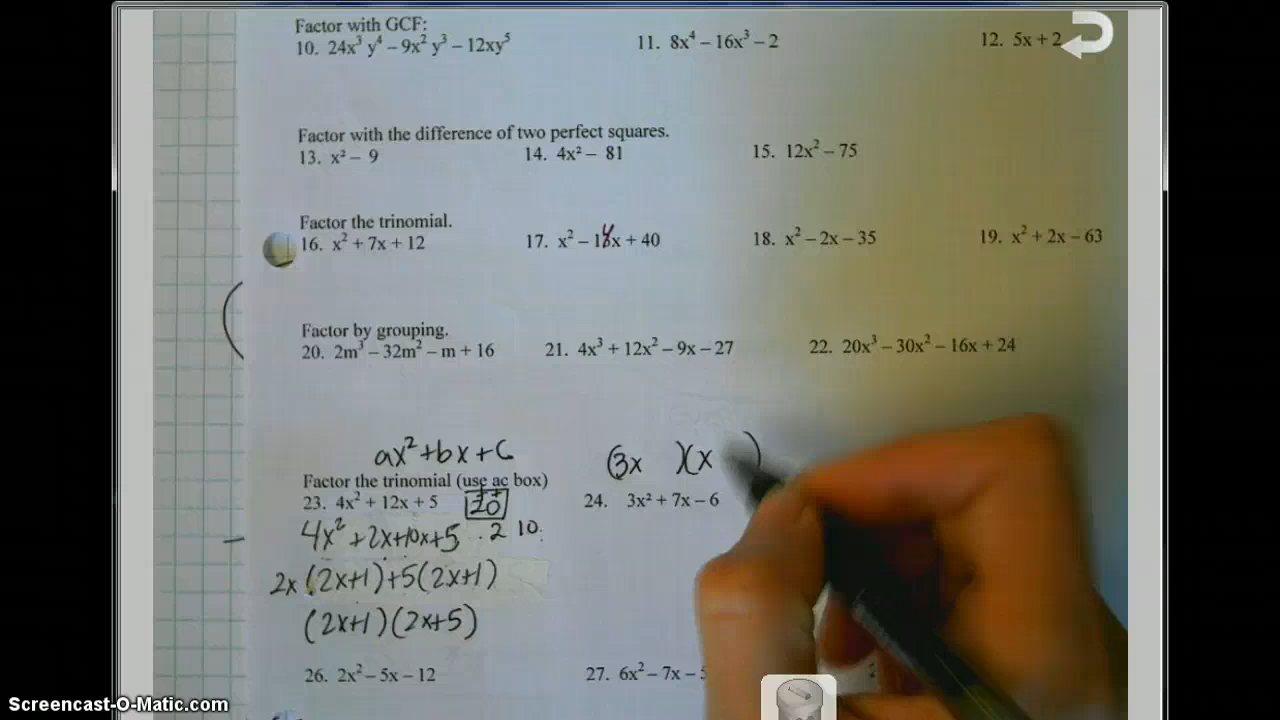 Factor with GCF:
10. 24x³ y⁴ – 9x² y³ – 12xy⁵
11. 8x⁴ – 16x³ – 2
12. 5x + 2
Factor with the difference of two perfect squares.
13. x² – 9
14. 4x² – 81
15. 12x² – 75
Factor the trinomial.
16. x² + 7x + 12
17. x² – 14x + 40
18. x² – 2x – 35
19. x² + 2x – 63
Factor by grouping.
20. 2m³ – 32m² – m + 16
21. 4x³ + 12x² – 9x – 27
22. 20x³ – 30x² – 16x + 24
ax²+bx+c
(3x )(x )
Factor the trinomial (use ac box)
23. 4x² + 12x + 5 20
24. 3x² + 7x – 6
4x²+2x+10x+5 · 2 10.
2x(2x+1)+5(2x+1)
(2x+1)(2x+5)
26. 2x² – 5x – 12
27. 6x² – 7x –
Screencast-O-Matic.com